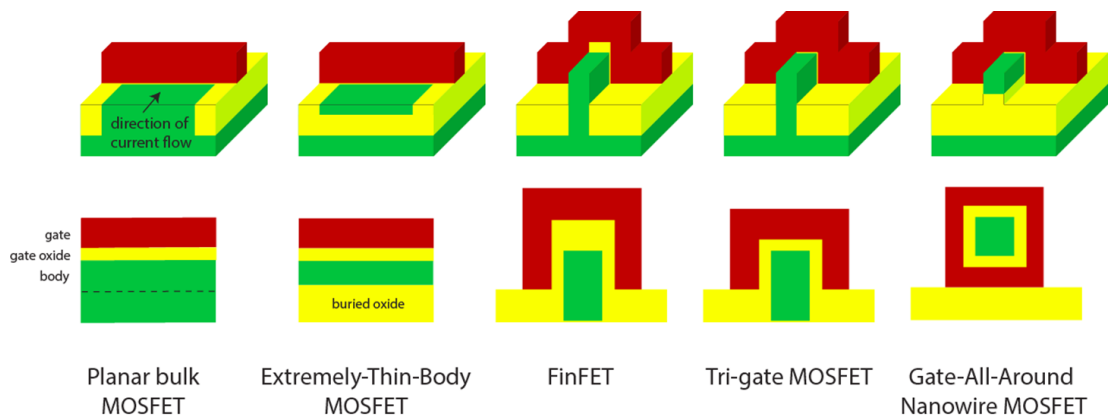 direction of
current flow
gate
gate oxide
body
buried oxide
Planar bulk
MOSFET
Extremely-Thin-Body
MOSFET
FinFET
Tri-gate MOSFET
Gate-All-Around
Nanowire MOSFET